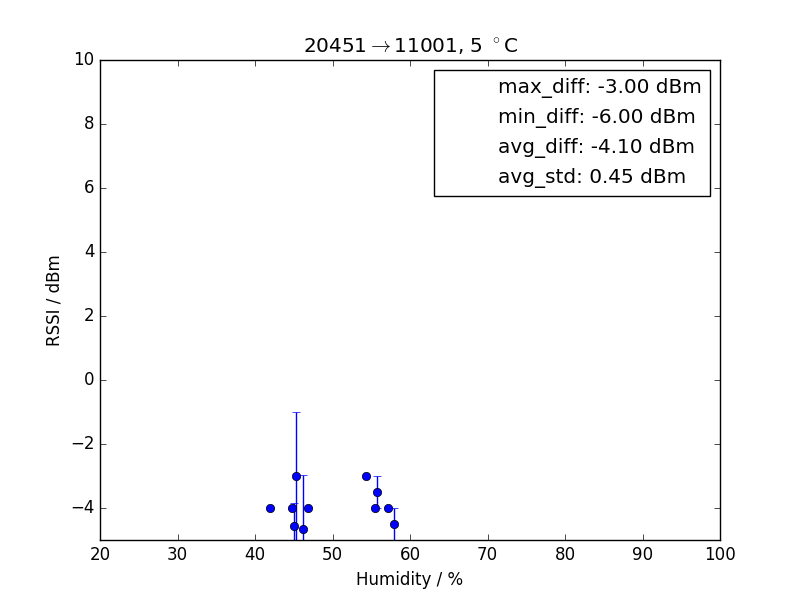 20451→11001, 5 °C
max_diff: -3.00 dBm
min_diff: -6.00 dBm
avg_diff: -4.10 dBm
avg_std: 0.45 dBm
RSSI / dBm
10
8
6
4
2
0
−2
−4
20 30 40 50 60 70 80 90 100
Humidity / %